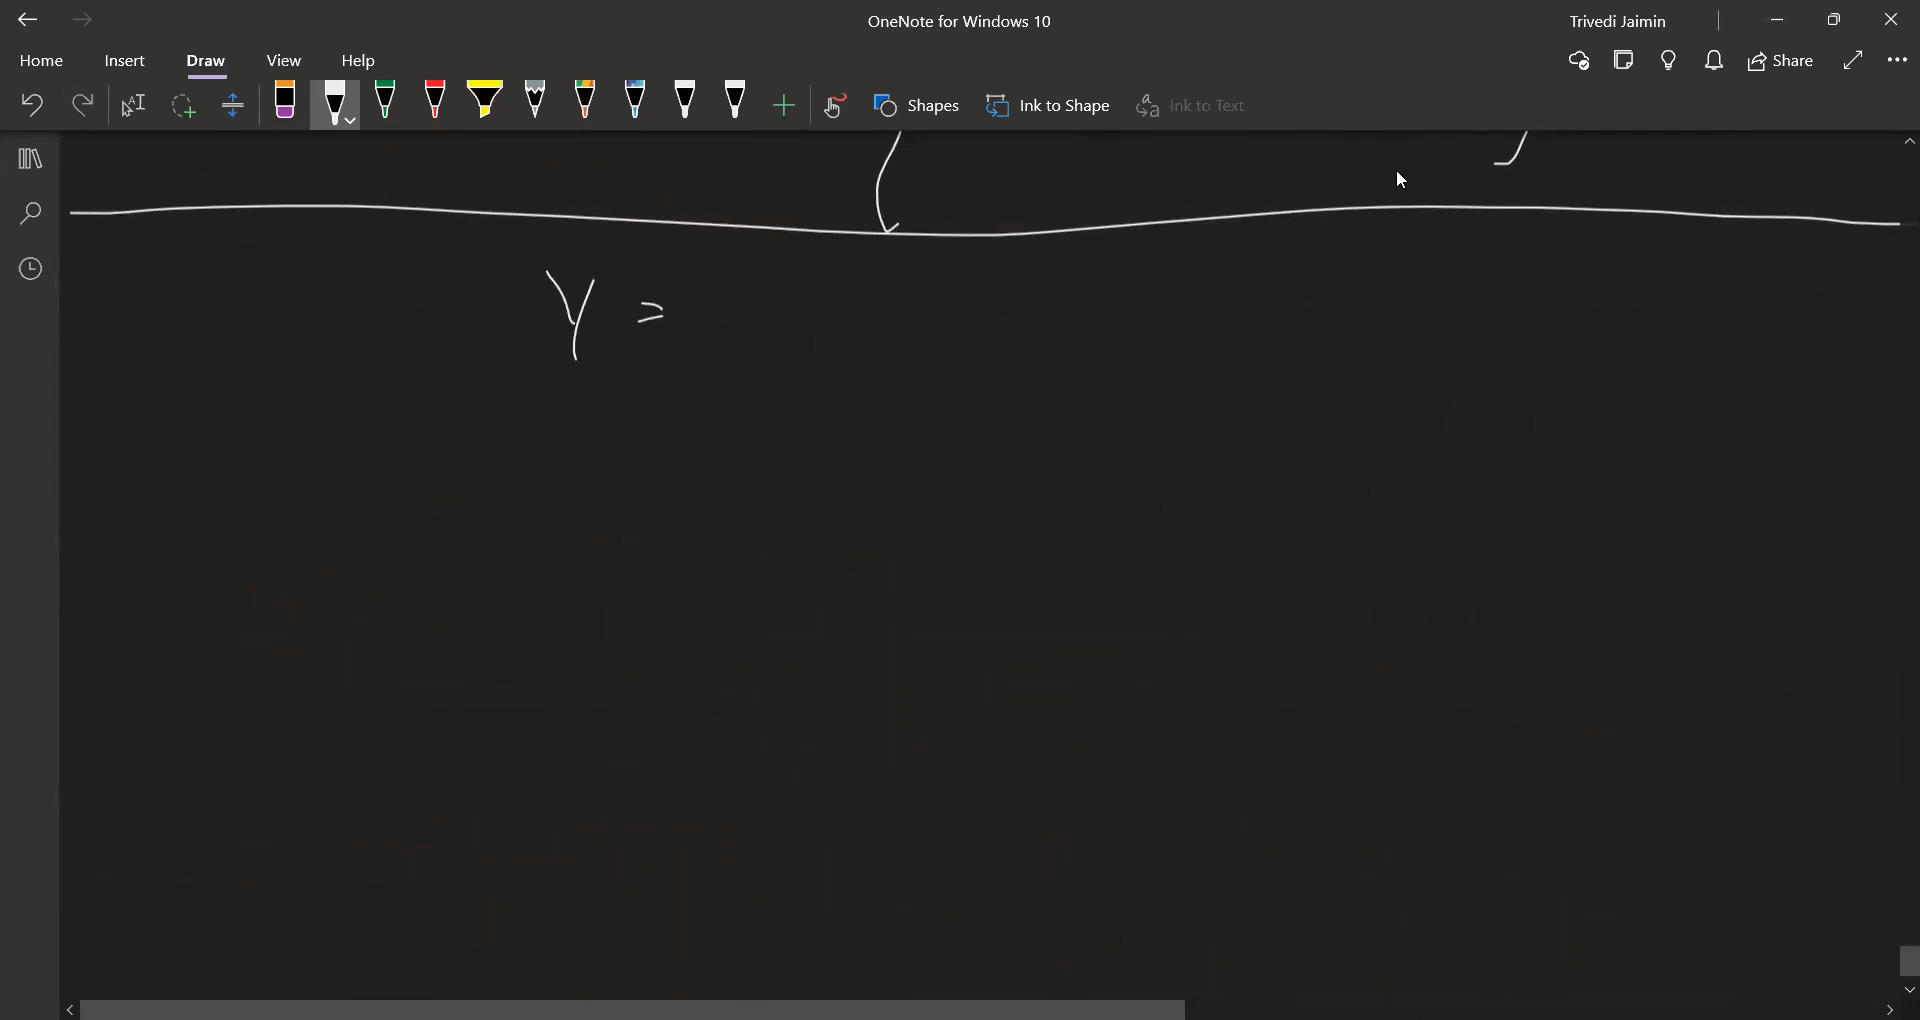 OneNote for Windows 10
Trivedi Jaimin
Home Insert Draw View Help
Share
Shapes Ink to Shape Ink to Text
Y =